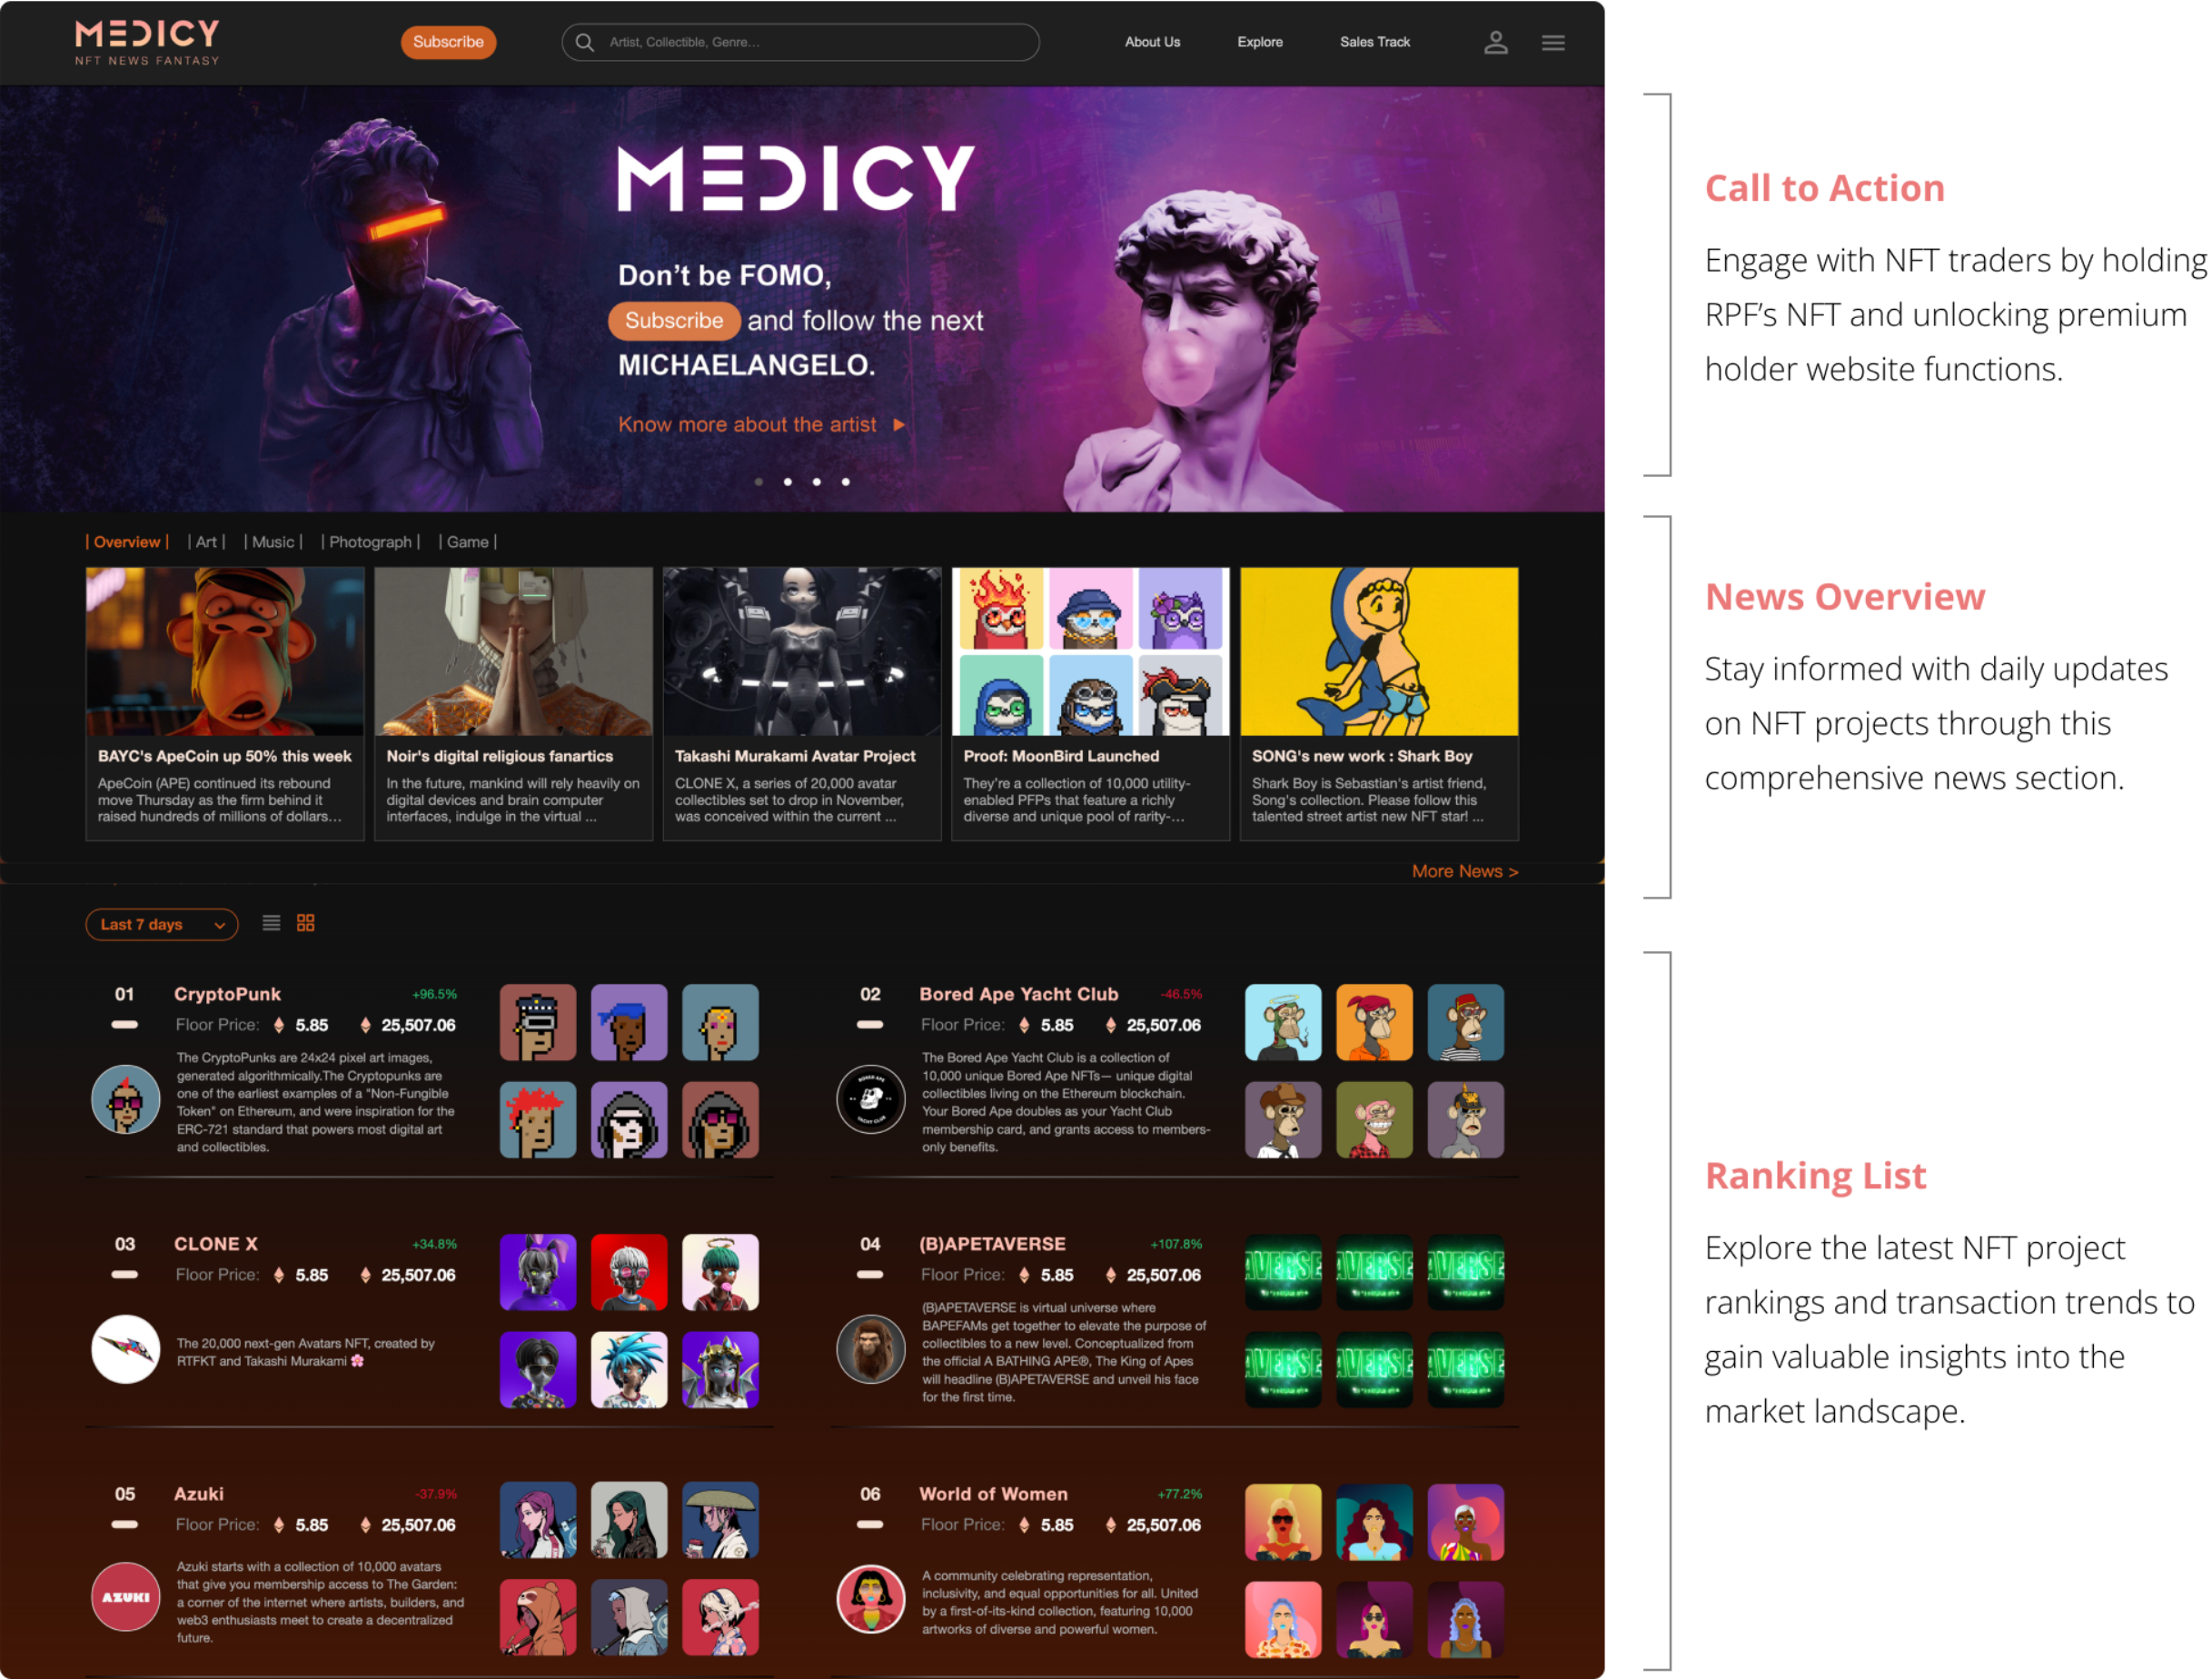 MEDICY
NFT NEWS FANTASY
Subscribe
Artist, Collectible, Genre...
About Us
Explore
Sales Track
MEDICY
Don't be FOMO,
Subscribe and follow the next
MICHAELANGELO.
Know more about the artist
Call to Action
Engage with NFT traders by holding
RPF's NFT and unlocking premium
holder website functions.
| Overview | | Art | | Music | | Photograph | | Game |
BAYC's ApeCoin up 50% this week
ApeCoin (APE) continued its rebound
move Thursday as the firm behind it
raised hundreds of millions of dollars...
Noir's digital religious fanartics
In the future, mankind will rely heavily on
digital devices and brain computer
interfaces, indulge in the virtual ...
Takashi Murakami Avatar Project
CLONE X, a series of 20,000 avatar
collectibles set to drop in November,
was conceived within the current ...
Proof: MoonBird Launched
They're a collection of 10,000 utility-
enabled PFPs that feature a richly
diverse and unique pool of rarity-...
SONG's new work : Shark Boy
Shark Boy is Sebastian's artist friend,
Song's collection. Please follow this
talented street artist new NFT star! ...
More News >
News Overview
Stay informed with daily updates
on NFT projects through this
comprehensive news section.
Last 7 days
01
CryptoPunk
+96.5%
Floor Price: 5.85 25,507.06
The CryptoPunks are 24x24 pixel art images,
generated algorithmically.The Cryptopunks are
one of the earliest examples of a "Non-Fungible
Token" on Ethereum, and were inspiration for the
ERC-721 standard that powers most digital art
and collectibles.
02
Bored Ape Yacht Club
-46.5%
Floor Price: 5.85 25,507.06
BORED APE
YACHT CLUB
The Bored Ape Yacht Club is a collection of
10,000 unique Bored Ape NFTs— unique digital
collectibles living on the Ethereum blockchain.
Your Bored Ape doubles as your Yacht Club
membership card, and grants access to members-
only benefits.
03
CLONE X
+34.8%
Floor Price: 5.85 25,507.06
The 20,000 next-gen Avatars NFT, created by
RTFKT and Takashi Murakami 🌸
04
(B)APETAVERSE
+107.8%
Floor Price: 5.85 25,507.06
(B)APETAVERSE is virtual universe where
BAPEFAMs get together to elevate the purpose of
collectibles to a new level. Conceptualized from
the official A BATHING APE®, The King of Apes
will headline (B)APETAVERSE and unveil his face
for the first time.
AVERSE AVERSE AVERSE
AVERSE AVERSE AVERSE
05
Azuki
-37.9%
Floor Price: 5.85 25,507.06
AZUKI
Azuki starts with a collection of 10,000 avatars
that give you membership access to The Garden:
a corner of the internet where artists, builders, and
web3 enthusiasts meet to create a decentralized
future.
06
World of Women
+77.2%
Floor Price: 5.85 25,507.06
A community celebrating representation,
inclusivity, and equal opportunities for all. United
by a first-of-its-kind collection, featuring 10,000
artworks of diverse and powerful women.
Ranking List
Explore the latest NFT project
rankings and transaction trends to
gain valuable insights into the
market landscape.